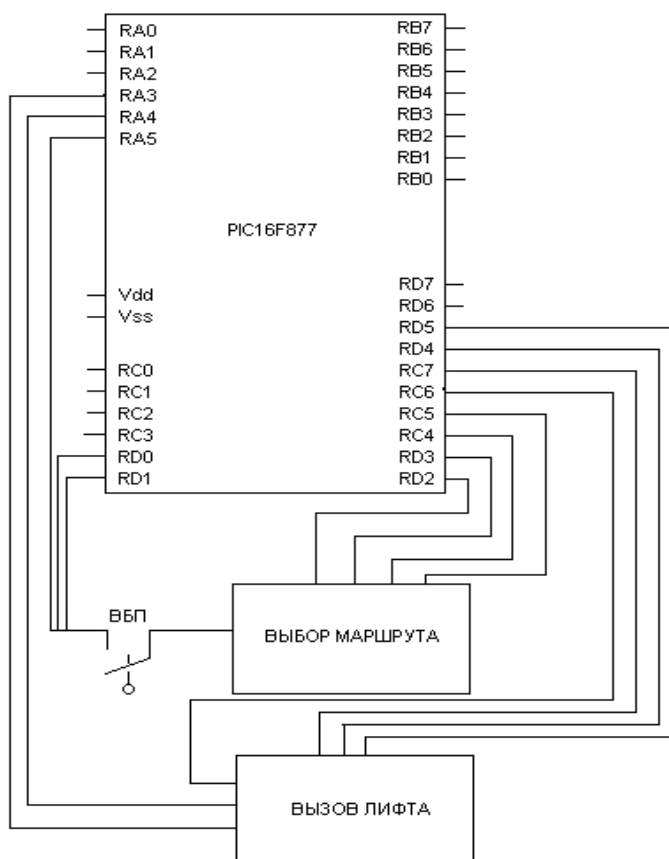 RA0
RA1
RA2
RA3
RA4
RA5
RB7
RB6
RB5
RB4
RB3
RB2
RB1
RB0
PIC16F877
Vdd
Vss
RC0
RC1
RC2
RC3
RD0
RD1
RD7
RD6
RD5
RD4
RC7
RC6
RC5
RC4
RD3
RD2
ВБП
ВЫБОР МАРШРУТА
ВЫЗОВ ЛИФТА